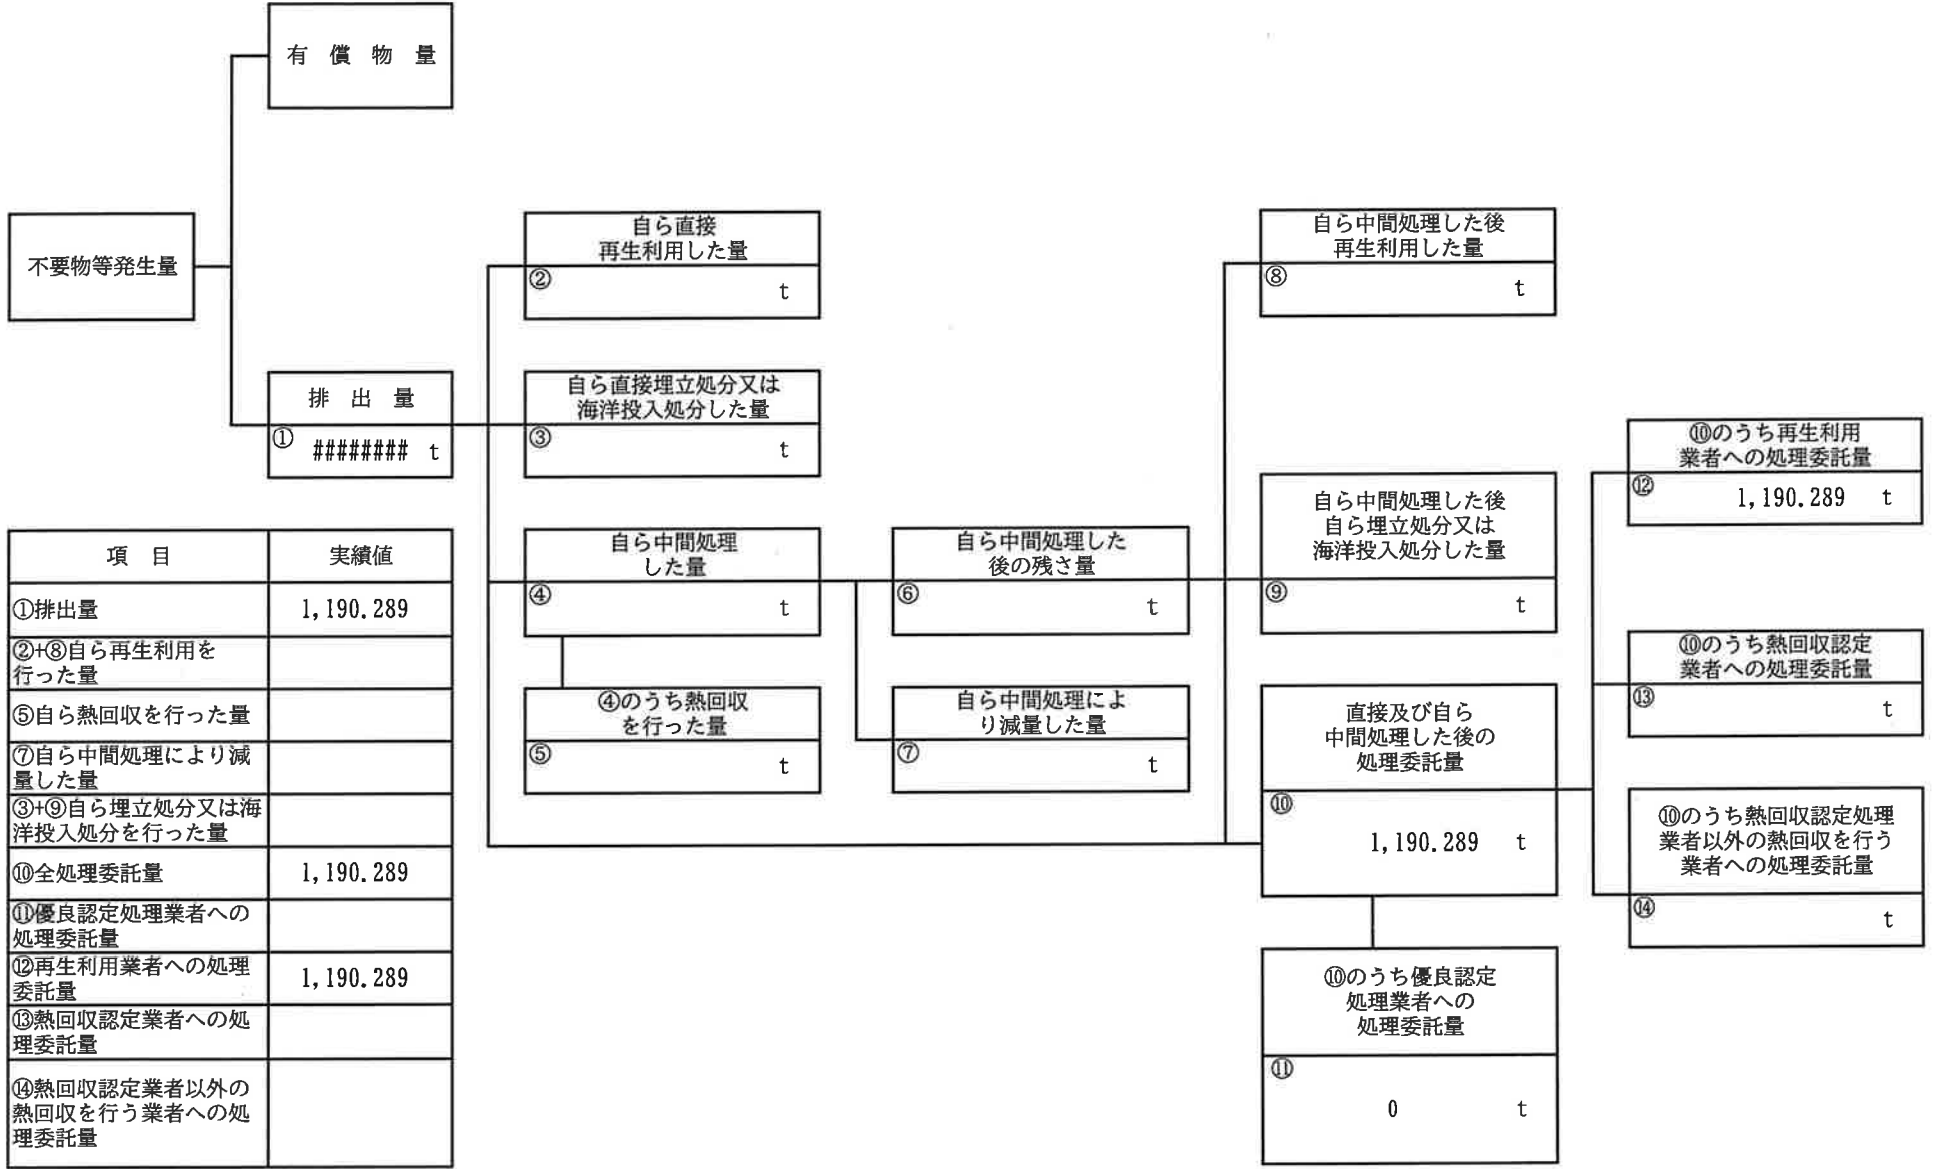 有償物量
不要物等発生量
排出量
① ######## t
自ら直接
再生利用した量
② t
自ら直接埋立処分又は
海洋投入処分した量
③ t
自ら中間処理
した量
④ t
④のうち熱回収
を行った量
⑤ t
自ら中間処理した
後の残さ量
⑥ t
自ら中間処理によ
り減量した量
⑦ t
自ら中間処理した後
再生利用した量
⑧ t
自ら中間処理した後
自ら埋立処分又は
海洋投入処分した量
⑨ t
直接及び自ら
中間処理した後の
処理委託量
⑩
1,190.289 t
⑩のうち優良認定
処理業者への
処理委託量
⑪
0 t
⑩のうち再生利用
業者への処理委託量
⑫ 1,190.289 t
⑩のうち熱回収認定
業者への処理委託量
⑬ t
⑩のうち熱回収認定処理
業者以外の熱回収を行う
業者への処理委託量
⑭ t
項目 実績値
①排出量 1,190.289
②+⑧自ら再生利用を
行った量
⑤自ら熱回収を行った量
⑦自ら中間処理により減
量した量
③+⑨自ら埋立処分又は海
洋投入処分を行った量
⑩全処理委託量 1,190.289
⑪優良認定処理業者への
処理委託量
⑫再生利用業者への処理
委託量 1,190.289
⑬熱回収認定業者への処
理委託量
⑭熱回収認定業者以外の
熱回収を行う業者への処
理委託量